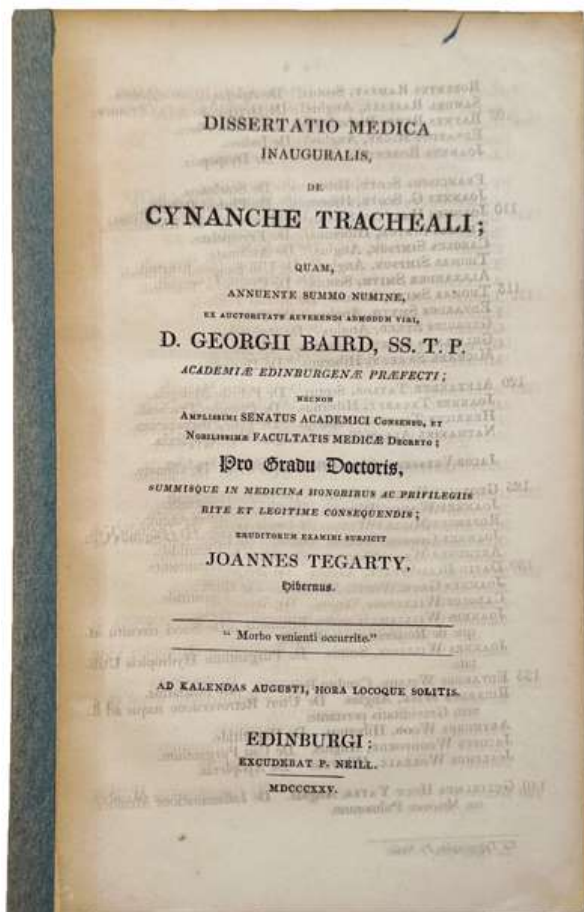 DISSERTATIO MEDICA
INAUGURALIS,
DE
CYNANCHE TRACHEALI;
QUAM,
ANNUENTE SUMMO NUMINE,
EX AUCTORITATE REVERENDI ADMODUM VIRI,
D. GEORGII BAIRD, SS. T. P.
ACADEMIÆ EDINBURGENÆ PRÆFECTI;
NECNON
AMPLISSIMI SENATUS ACADEMICI CONSENSU, ET
NOBILISSIMÆ FACULTATIS MEDICÆ DECRETO;
Pro Gradu Doctoris,
SUMMISQUE IN MEDICINA HONORIBUS AC PRIVILEGIIS
RITE ET LEGITIME CONSEQUENDIS;
ERUDITORUM EXAMINI SUBJICIT
JOANNES TEGARTY,
Hibernus.
" Morbo venienti occurrite."
AD KALENDAS AUGUSTI, HORA LOCOQUE SOLITIS.
EDINBURGI:
EXCUDEBAT P. NEILL.
MDCCCXXV.